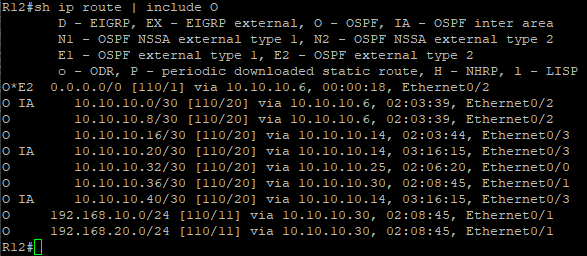 R12#sh ip route | include O
D - EIGRP, EX - EIGRP external, O - OSPF, IA - OSPF inter area
N1 - OSPF NSSA external type 1, N2 - OSPF NSSA external type 2
E1 - OSPF external type 1, E2 - OSPF external type 2
o - ODR, P - periodic downloaded static route, H - NHRP, l - LISP
O*E2 0.0.0.0/0 [110/1] via 10.10.10.6, 00:00:18, Ethernet0/2
O IA 10.10.10.0/30 [110/20] via 10.10.10.6, 02:03:39, Ethernet0/2
O IA 10.10.10.8/30 [110/20] via 10.10.10.6, 02:03:39, Ethernet0/2
O 10.10.10.16/30 [110/20] via 10.10.10.14, 02:03:44, Ethernet0/3
O IA 10.10.10.20/30 [110/20] via 10.10.10.14, 03:16:15, Ethernet0/3
O 10.10.10.32/30 [110/20] via 10.10.10.25, 02:06:20, Ethernet0/0
O 10.10.10.36/30 [110/20] via 10.10.10.30, 02:08:45, Ethernet0/1
O IA 10.10.10.40/30 [110/20] via 10.10.10.14, 03:16:15, Ethernet0/3
O 192.168.10.0/24 [110/11] via 10.10.10.30, 02:08:45, Ethernet0/1
O 192.168.20.0/24 [110/11] via 10.10.10.30, 02:08:45, Ethernet0/1
R12#